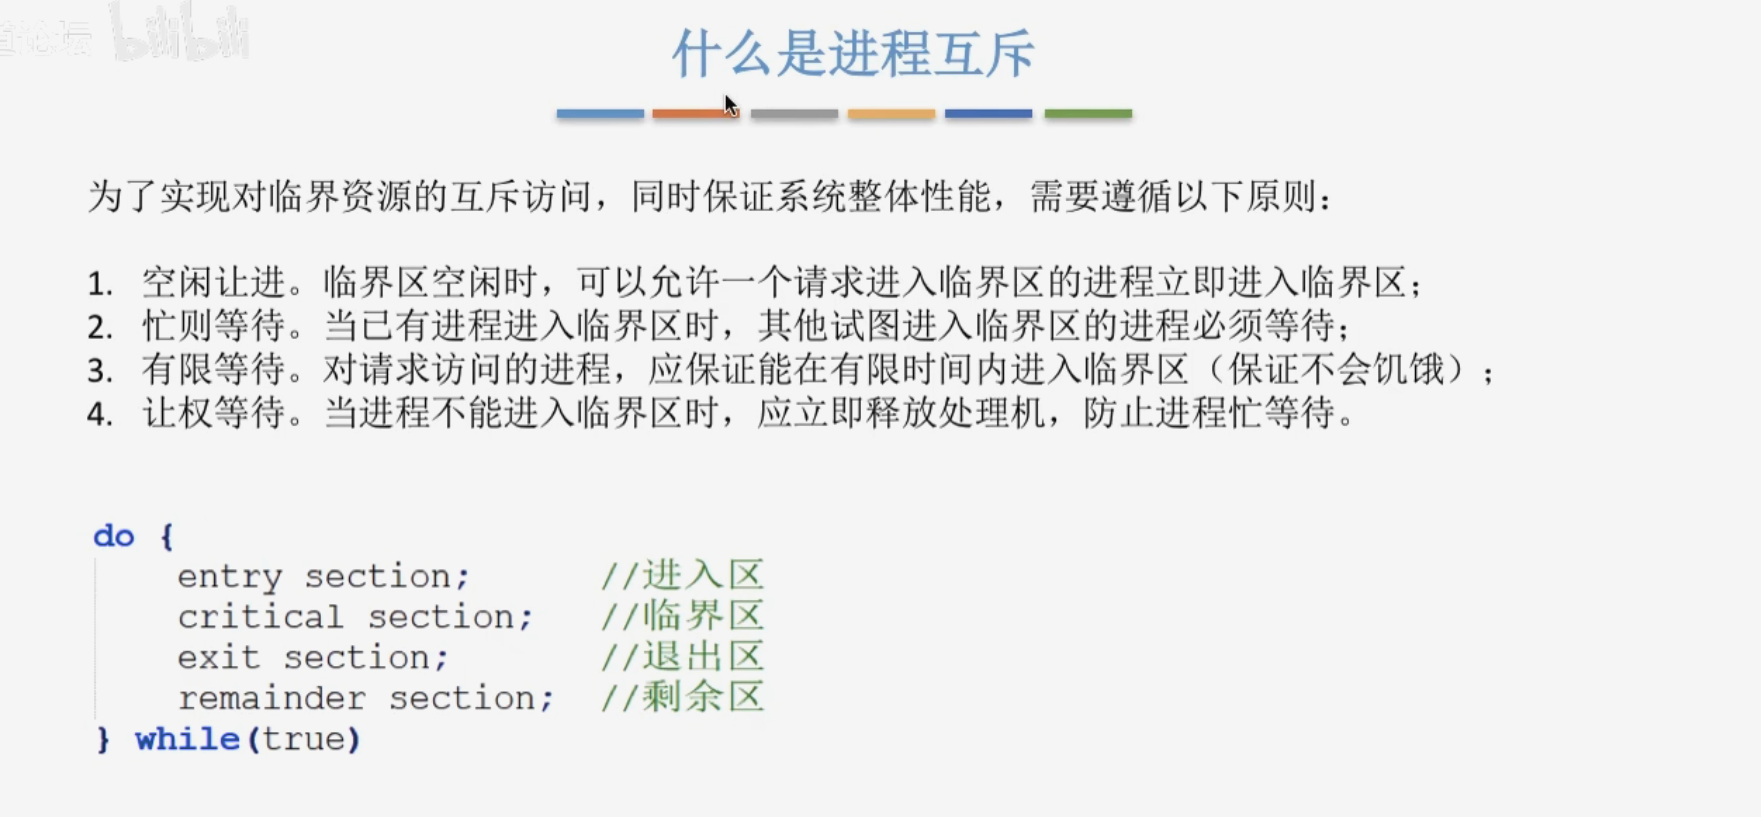 道论坛 bilibili
什么是进程互斥
为了实现对临界资源的互斥访问，同时保证系统整体性能，需要遵循以下原则：
1. 空闲让进。临界区空闲时，可以允许一个请求进入临界区的进程立即进入临界区；
2. 忙则等待。当已有进程进入临界区时，其他试图进入临界区的进程必须等待；
3. 有限等待。对请求访问的进程，应保证能在有限时间内进入临界区（保证不会饥饿）；
4. 让权等待。当进程不能进入临界区时，应立即释放处理机，防止进程忙等待。
do {
entry section; //进入区
critical section; //临界区
exit section; //退出区
remainder section; //剩余区
} while(true)